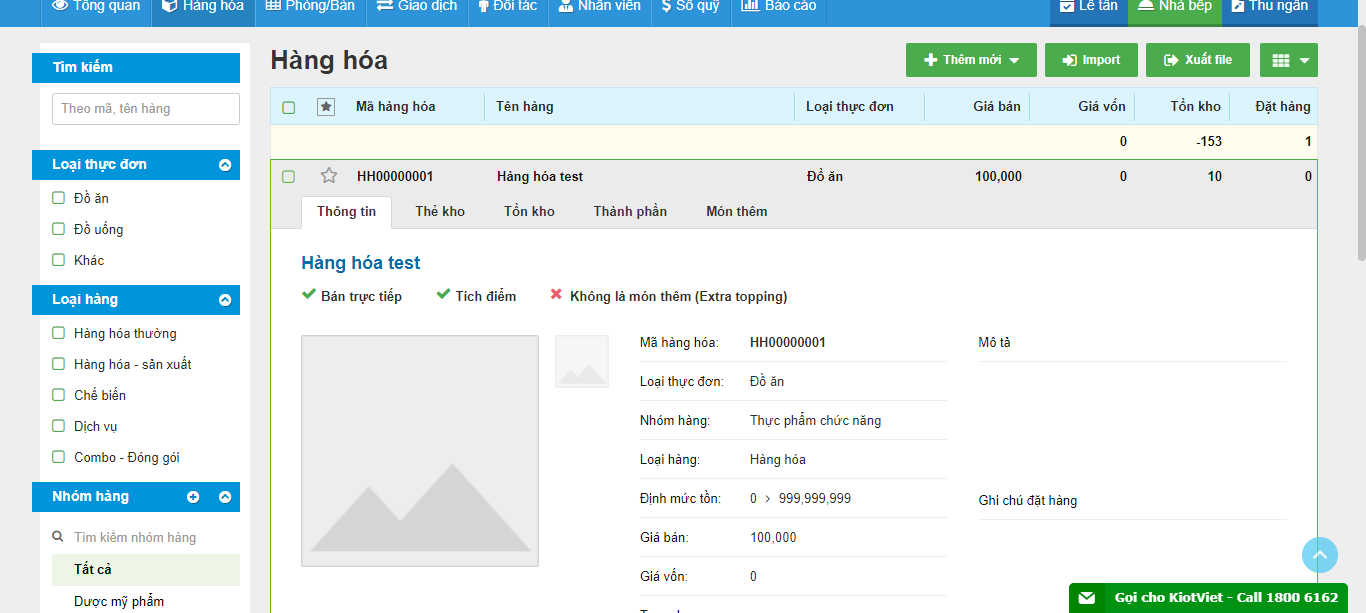 Tổng quan Hàng hóa Phòng/Bàn Giao dịch Đối tác Nhân viên Sổ quỹ Báo cáo Lễ tân Nhà bếp Thu ngân
Tìm kiếm
Theo mã, tên hàng
Loại thực đơn
Đồ ăn
Đồ uống
Khác
Loại hàng
Hàng hóa thường
Hàng hóa - sản xuất
Chế biến
Dịch vụ
Combo - Đóng gói
Nhóm hàng
Tìm kiếm nhóm hàng
Tất cả
Dược mỹ phẩm
Hàng hóa
Thêm mới Import Xuất file
Mã hàng hóa Tên hàng Loại thực đơn Giá bán Giá vốn Tồn kho Đặt hàng
0 -153 1
HH00000001 Hàng hóa test Đồ ăn 100,000 0 10 0
Thông tin Thẻ kho Tồn kho Thành phần Món thêm
Hàng hóa test
Bán trực tiếp Tích điểm Không là món thêm (Extra topping)
Mã hàng hóa: HH00000001
Loại thực đơn: Đồ ăn
Nhóm hàng: Thực phẩm chức năng
Loại hàng: Hàng hóa
Định mức tồn: 0 > 999,999,999
Giá bán: 100,000
Giá vốn: 0
Mô tả
Ghi chú đặt hàng
Gọi cho KiotViet - Call 1800 6162